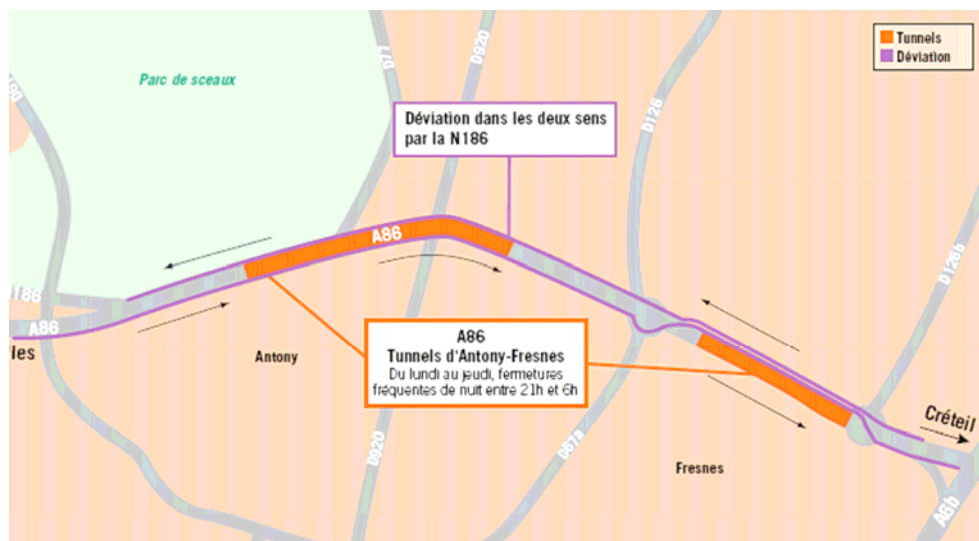 Tunnels
Déviation
Parc de sceaux
D77
D920
D126
Déviation dans les deux sens
par la N186
A86
D126b
186
A86
les
Antony
A86
Tunnels d'Antony-Fresnes
Du lundi au jeudi, fermetures
fréquentes de nuit entre 21h et 6h
Créteil
D920
D67a
Fresnes
A6b